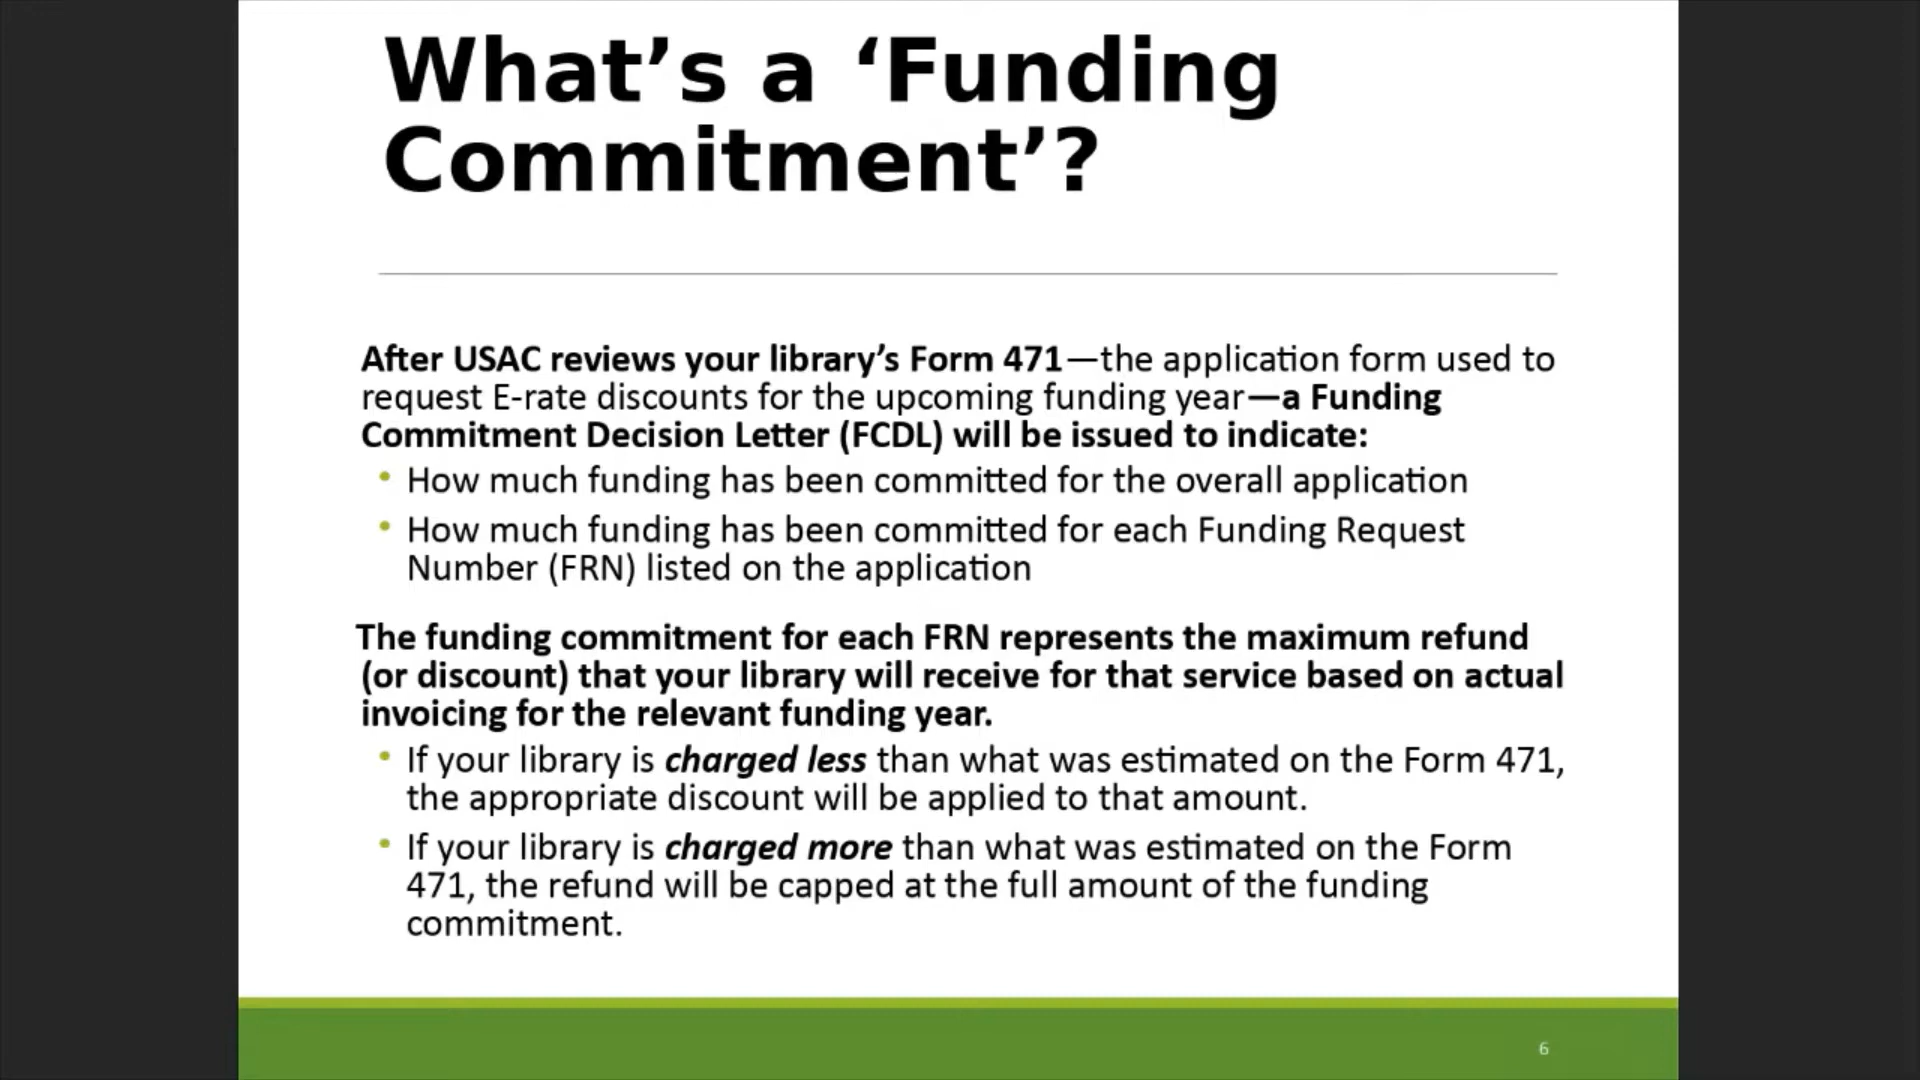 What’s a ‘Funding
Commitment’?
After USAC reviews your library’s Form 471—the application form used to
request E-rate discounts for the upcoming funding year—a Funding
Commitment Decision Letter (FCDL) will be issued to indicate:
• How much funding has been committed for the overall application
• How much funding has been committed for each Funding Request
Number (FRN) listed on the application
The funding commitment for each FRN represents the maximum refund
(or discount) that your library will receive for that service based on actual
invoicing for the relevant funding year.
• If your library is charged less than what was estimated on the Form 471,
the appropriate discount will be applied to that amount.
• If your library is charged more than what was estimated on the Form
471, the refund will be capped at the full amount of the funding
commitment.
6